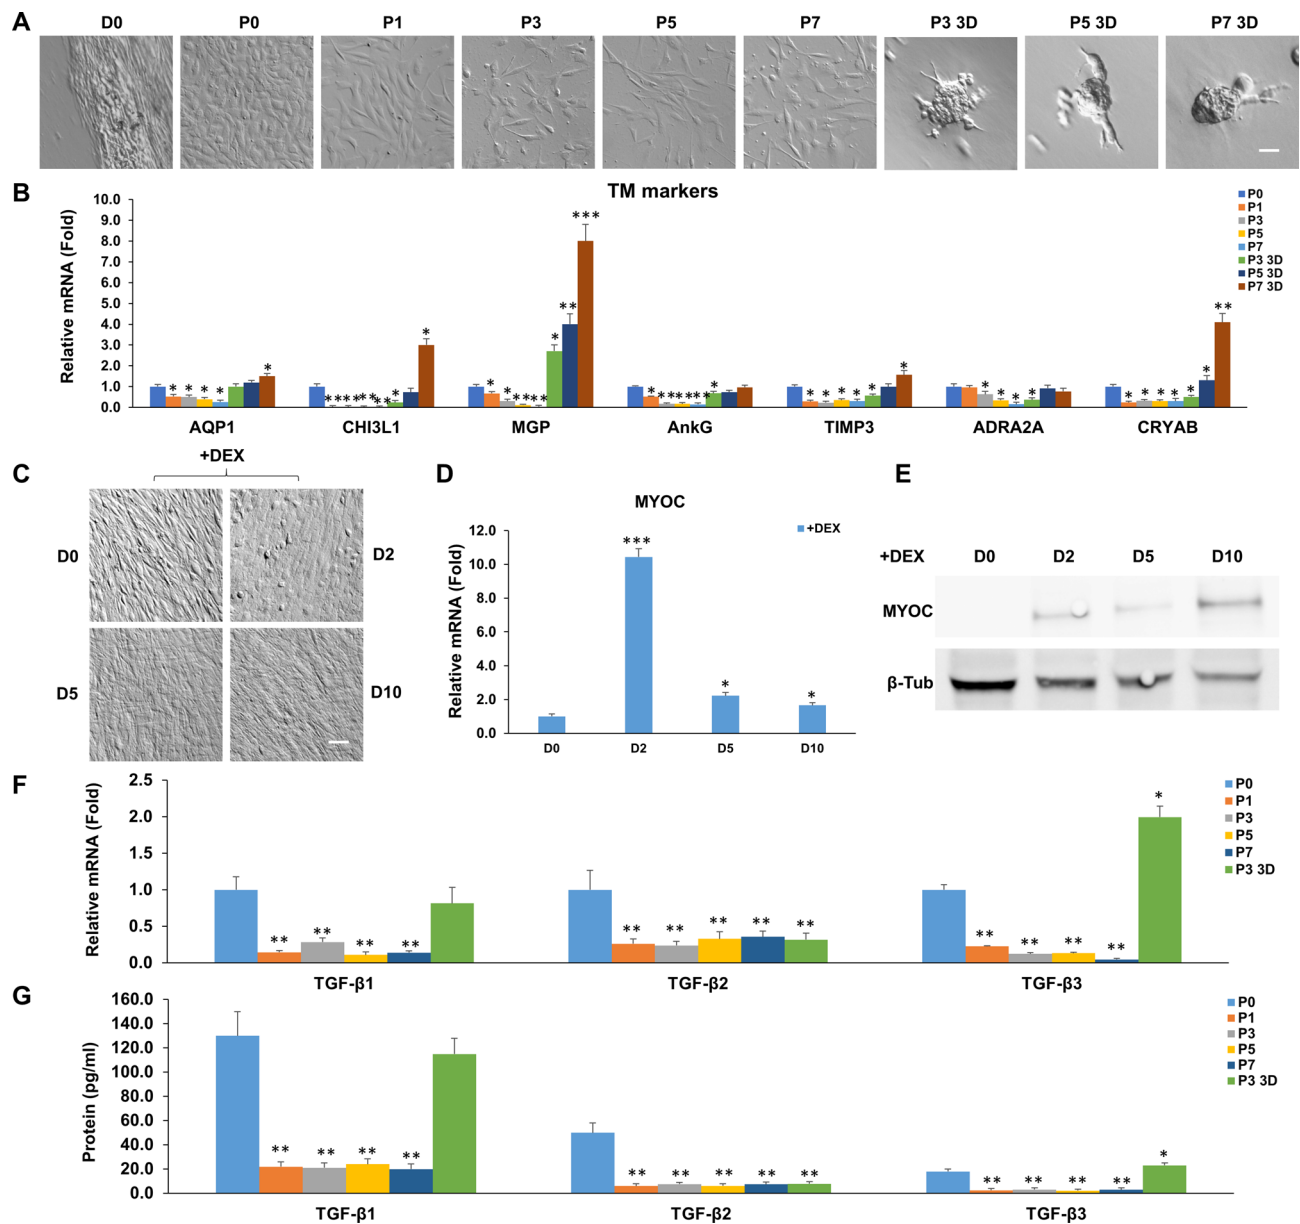 A
D0 P0 P1 P3 P5 P7 P3 3D P5 3D P7 3D
B
TM markers
Relative mRNA (Fold)
10.0
9.0
8.0
7.0
6.0
5.0
4.0
3.0
2.0
1.0
0.0
* * * * * *
** ** ** ** * *
* * ** ** * ** ***
* ** ** ** *
* * * * * *
* * * *
* * * * * * **
AQP1 CHI3L1 MGP AnkG TIMP3 ADRA2A CRYAB
P0
P1
P3
P5
P7
P3 3D
P5 3D
P7 3D
C
+DEX
D0 D2
D5 D10
D
MYOC
+DEX
Relative mRNA (Fold)
12.0
10.0
8.0
6.0
4.0
2.0
0.0
*** * *
D0 D2 D5 D10
E
+DEX D0 D2 D5 D10
MYOC
β-Tub
F
Relative mRNA (Fold)
2.5
2.0
1.5
1.0
0.5
0.0
** ** ** **
** ** ** ** **
** ** ** ** *
TGF-β1 TGF-β2 TGF-β3
P0
P1
P3
P5
P7
P3 3D
G
Protein (pg/ml)
160.0
140.0
120.0
100.0
80.0
60.0
40.0
20.0
0.0
** ** ** **
** ** ** ** **
** ** ** ** *
TGF-β1 TGF-β2 TGF-β3
P0
P1
P3
P5
P7
P3 3D